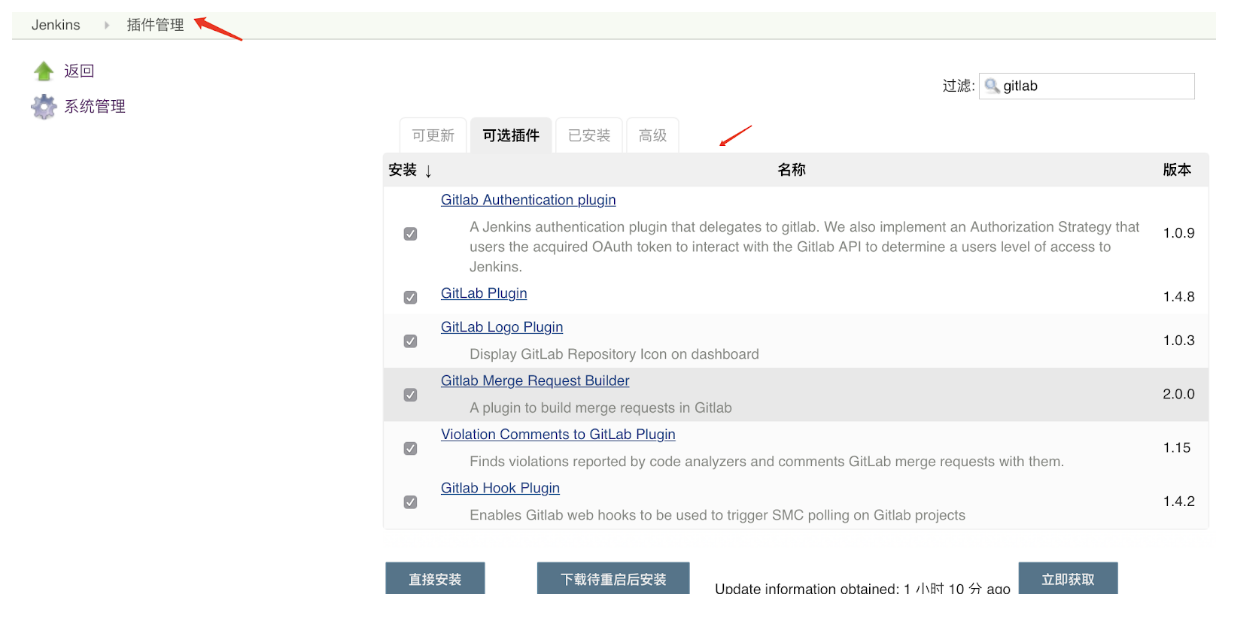 Jenkins 插件管理
返回
系统管理
过滤: gitlab
可更新 可选插件 已安装 高级
安装 ↓ 名称 版本
Gitlab Authentication plugin
A Jenkins authentication plugin that delegates to gitlab. We also implement an Authorization Strategy that
users the acquired OAuth token to interact with the Gitlab API to determine a users level of access to
Jenkins.
1.0.9
GitLab Plugin
1.4.8
GitLab Logo Plugin
Display GitLab Repository Icon on dashboard
1.0.3
Gitlab Merge Request Builder
A plugin to build merge requests in Gitlab
2.0.0
Violation Comments to GitLab Plugin
Finds violations reported by code analyzers and comments GitLab merge requests with them.
1.15
Gitlab Hook Plugin
Enables Gitlab web hooks to be used to trigger SMC polling on Gitlab projects
1.4.2
直接安装 下载待重启后安装 Update information obtained: 1 小时 10 分 ago 立即获取